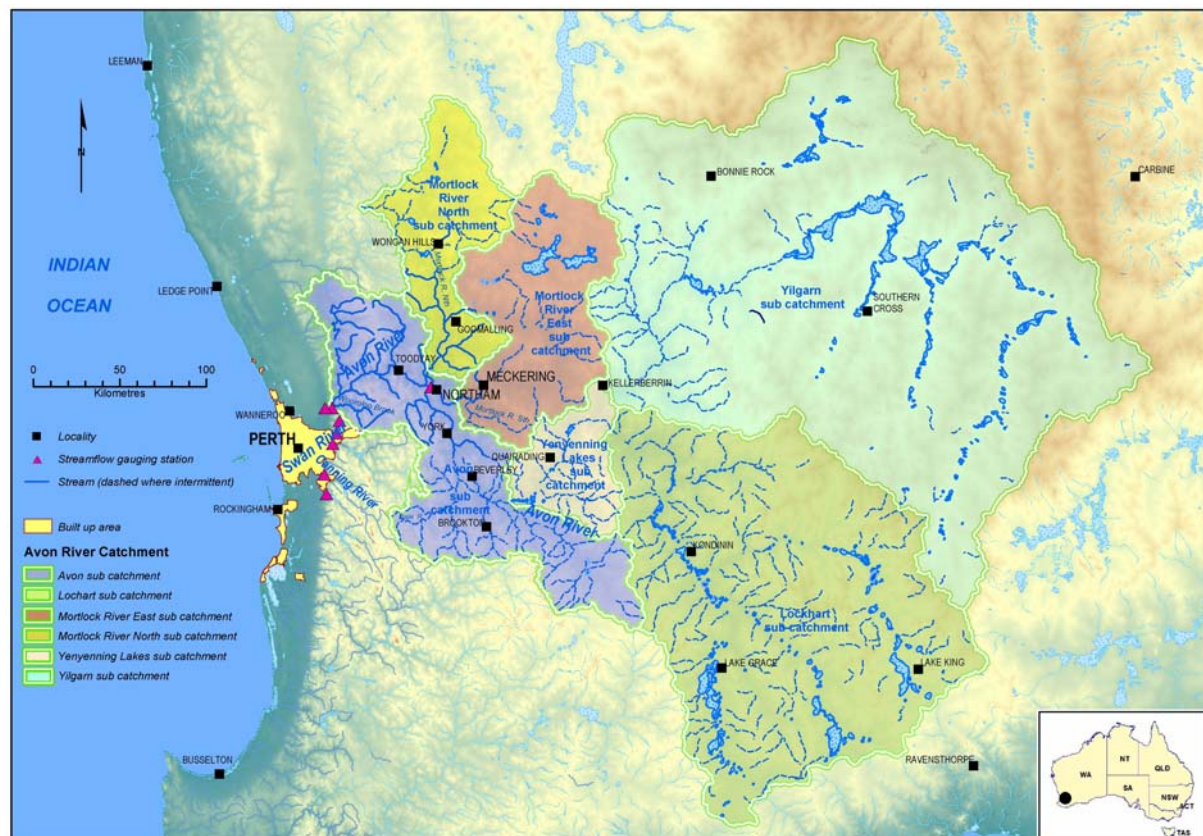 LEEMAN
N
INDIAN
OCEAN
LEDGE POINT
0 50 100
Kilometres
Locality
Streamflow gauging station
Stream (dashed where intermittent)
Built up area
Avon River Catchment
Avon sub catchment
Lochart sub catchment
Mortlock River East sub catchment
Mortlock River North sub catchment
Yenyenning Lakes sub catchment
Yilgarn sub catchment
WANNEROO
PERTH
Swan River
Canning River
ROCKINGHAM
BUSSELTON
Mortlock
River
North
sub catchment
WONGAN HILLS
Mortlock R. Nth
GOOMALLING
Avon River
TOODYAY
NORTHAM
MECKERING
Mortlock R. Sth
Mortlock
River
East
sub
catchment
KELLERBERRIN
YORK
QUAIRADING
Yenyenning
Lakes
sub
catchment
Avon
sub
catchment
BEVERLEY
BROOKTON
Avon River
BONNIE ROCK
CARBINE
Yilgarn
sub catchment
SOUTHERN
CROSS
KONDININ
Lockhart
sub catchment
LAKE GRACE
LAKE KING
RAVENSTHORPE
WA
NT
QLD
SA
NSW
ACT
TAS